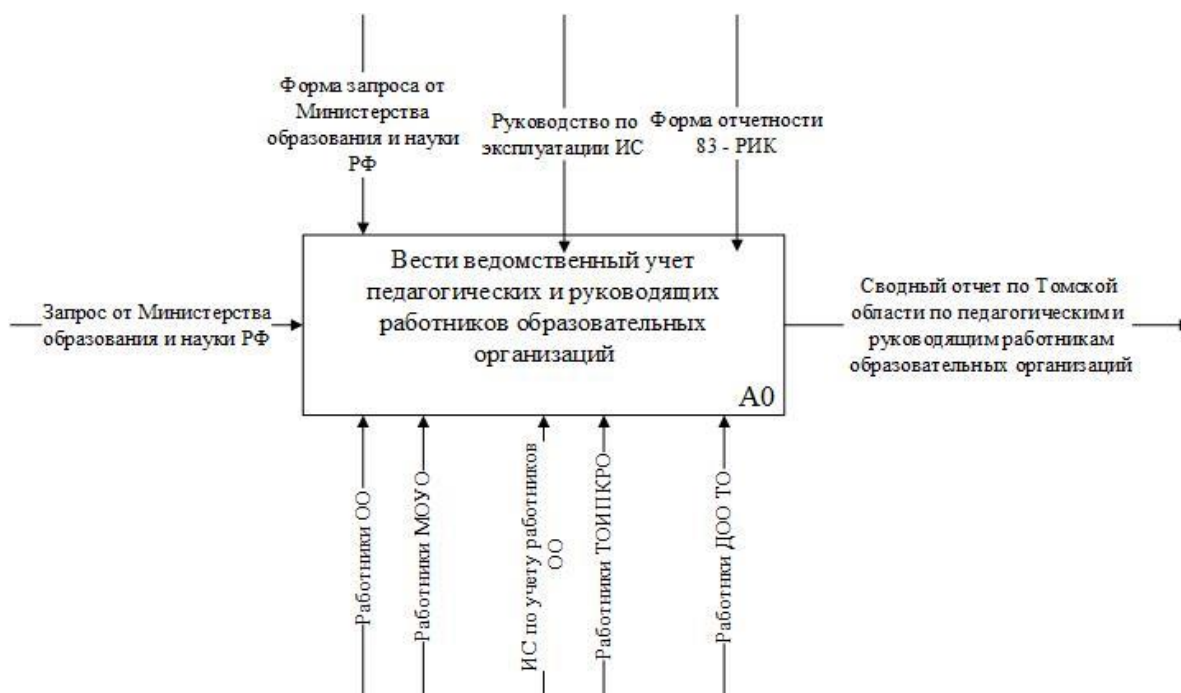 Форма запроса от
Министерства
образования и науки
РФ
Руководство по
эксплуатации ИС
Форма отчетности
83 - РИК
Вести ведомственный учет
педагогических и руководящих
работников образовательных
организаций
А0
Запрос от Министерства
образования и науки РФ
Сводный отчет по Томской
области по педагогическим и
руководящим работникам
образовательных организаций
Работники ОО
Работники МОУО
ИС по учету работников
ОО
Работники ТОИПКРО
Работнки ДОО ТО